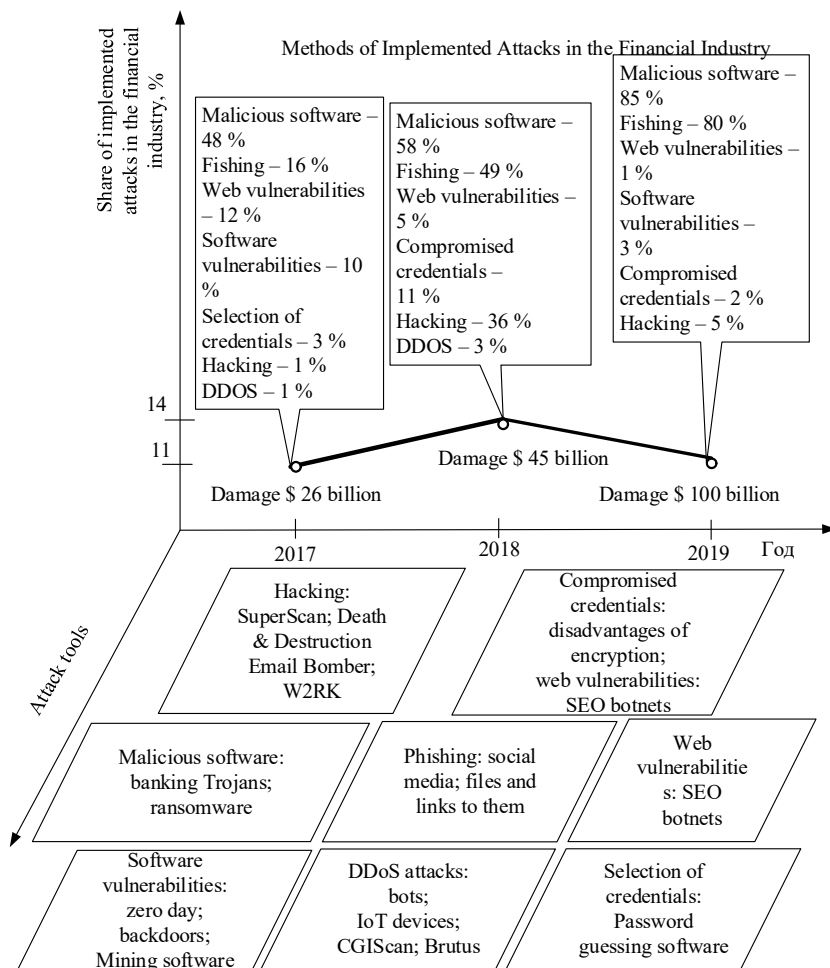 Methods of Implemented Attacks in the Financial Industry
Share of implemented
attacks in the financial
industry, %
Malicious software –
48 %
Fishing – 16 %
Web vulnerabilities
– 12 %
Software
vulnerabilities – 10
%
Selection of
credentials – 3 %
Hacking – 1 %
DDOS – 1 %
Malicious software –
58 %
Fishing – 49 %
Web vulnerabilities –
5 %
Compromised
credentials –
11 %
Hacking – 36 %
DDOS – 3 %
Malicious software –
85 %
Fishing – 80 %
Web vulnerabilities –
1 %
Software
vulnerabilities –
3 %
Compromised
credentials – 2 %
Hacking – 5 %
14
11
Damage $ 26 billion
Damage $ 45 billion
Damage $ 100 billion
2017
2018
2019
Год
Attack tools
Hacking:
SuperScan; Death
& Destruction
Email Bomber;
W2RK
Compromised
credentials:
disadvantages of
encryption;
web vulnerabilities:
SEO botnets
Malicious software:
banking Trojans;
ransomware
Phishing: social
media; files and
links to them
Web
vulnerabilitie
s: SEO
botnets
Software
vulnerabilities:
zero day;
backdoors;
Mining software
DDoS attacks:
bots;
IoT devices;
CGIScan; Brutus
Selection of
credentials:
Password
guessing software